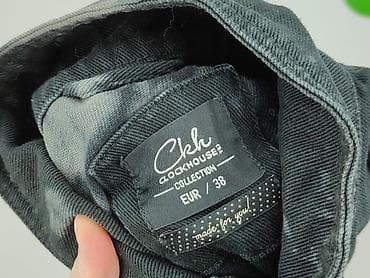 Ckh
CLOCKHOUSE
COLLECTION
EUR / 38
made for you!